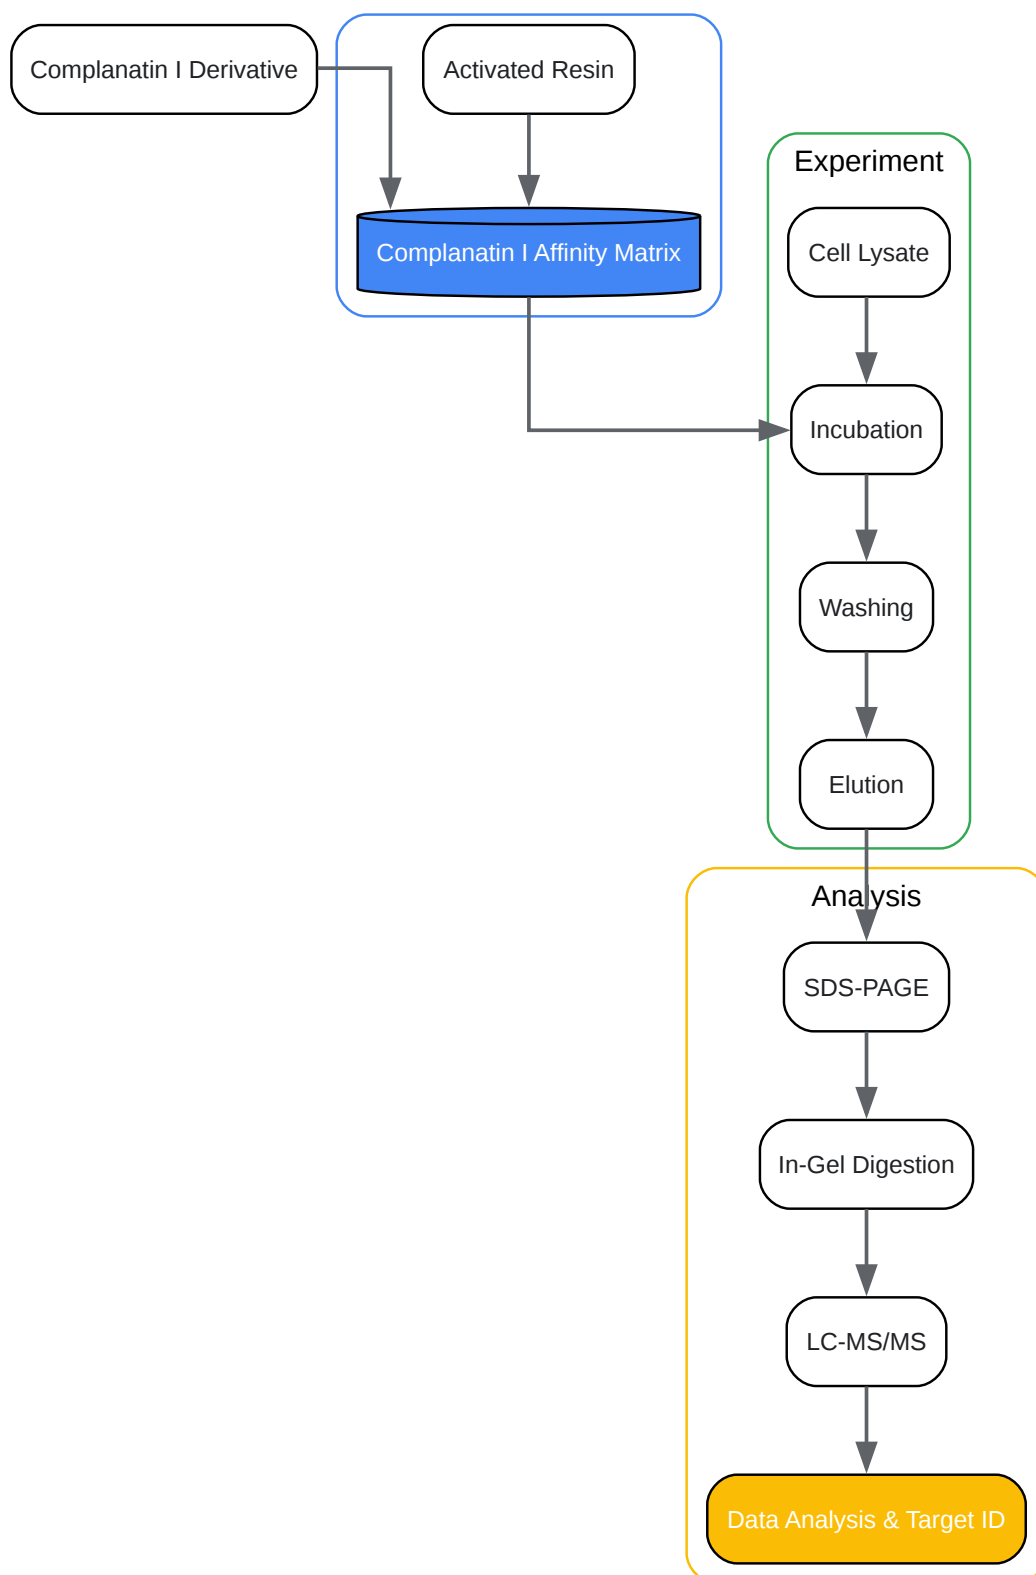 Complanatin I Derivative
Activated Resin
Complanatin I Affinity Matrix
Experiment
Cell Lysate
Incubation
Washing
Elution
Analysis
SDS-PAGE
In-Gel Digestion
LC-MS/MS
Data Analysis & Target ID